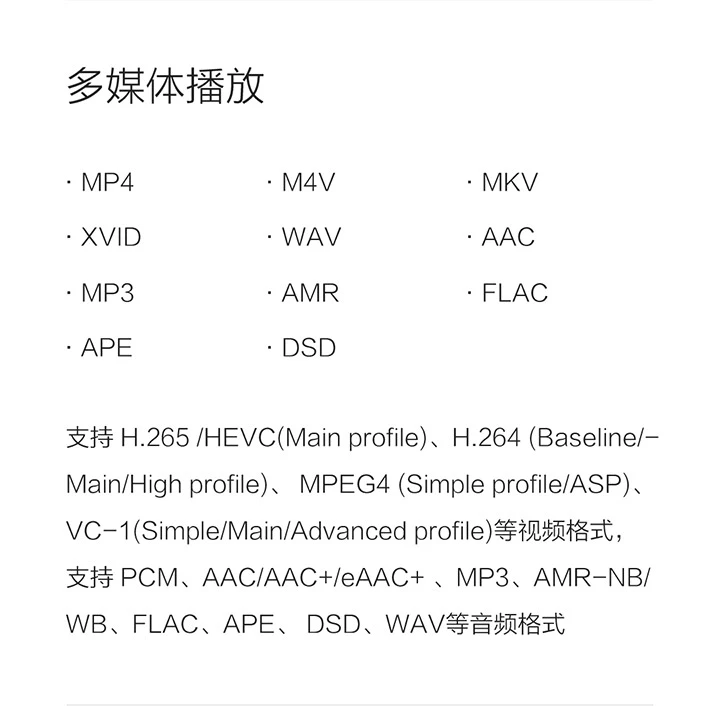 多媒体播放
· MP4 · M4V · MKV
· XVID · WAV · AAC
· MP3 · AMR · FLAC
· APE · DSD
支持 H.265 /HEVC(Main profile)、H.264 (Baseline/-
Main/High profile)、 MPEG4 (Simple profile/ASP)、
VC-1(Simple/Main/Advanced profile)等视频格式，
支持 PCM、AAC/AAC+/eAAC+ 、MP3、AMR-NB/
WB、FLAC、APE、 DSD、WAV等音频格式